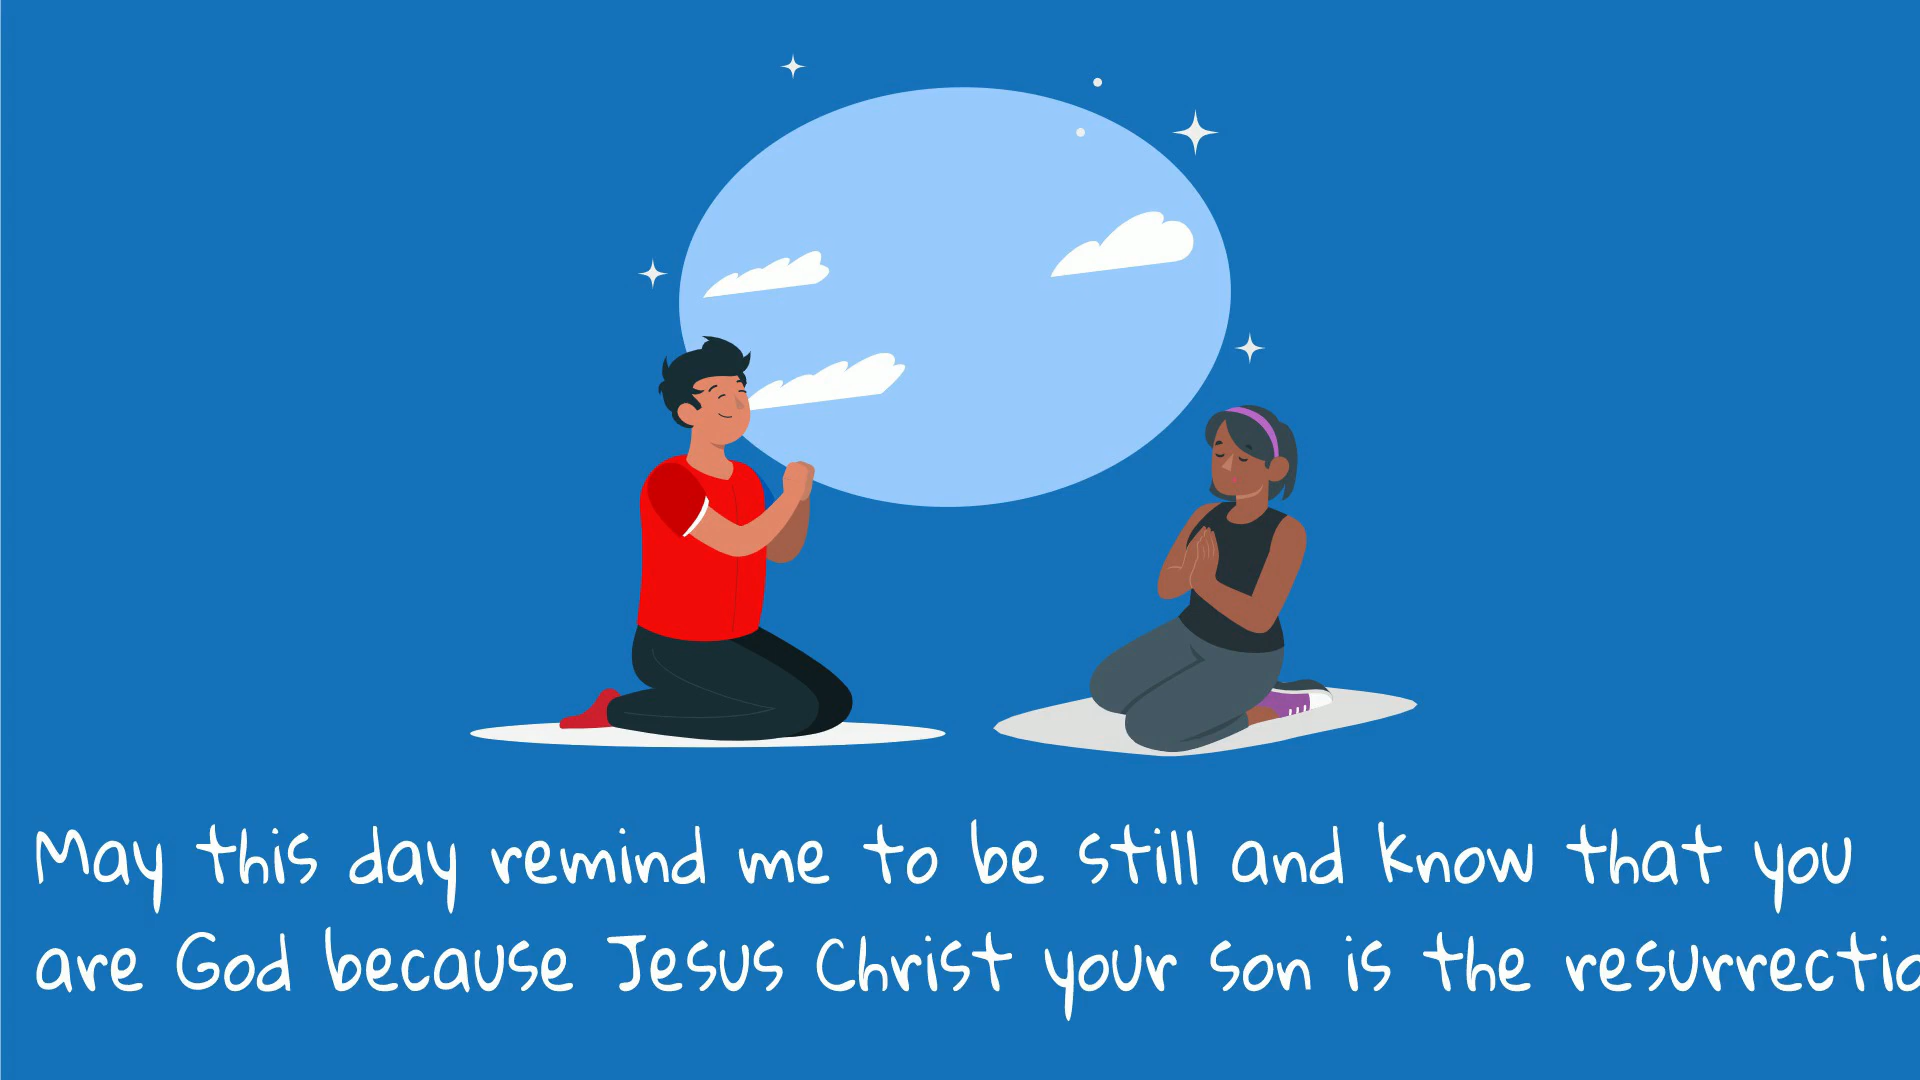 May this day remind me to be still and know that you
are God because Jesus Christ your son is the resurrectio